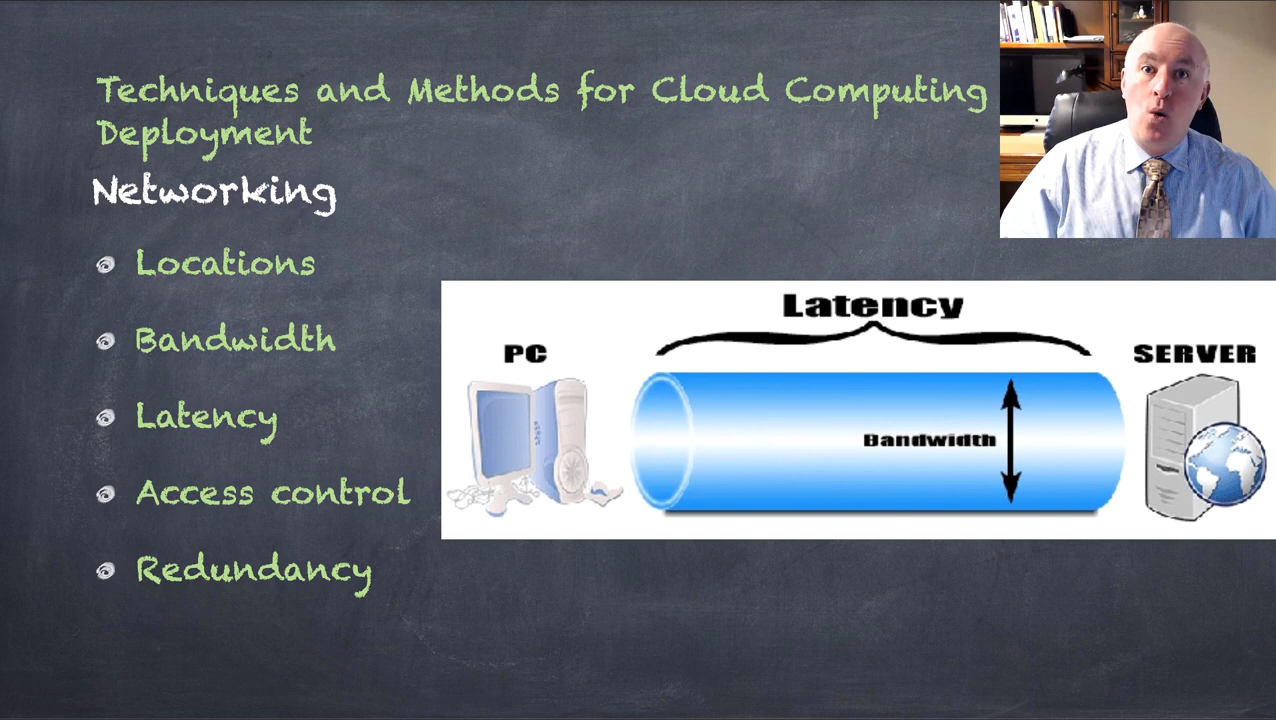 Techniques and Methods for Cloud Computing
Deployment
Networking
Locations
Bandwidth
Latency
Access control
Redundancy
Latency
PC
SERVER
Bandwidth